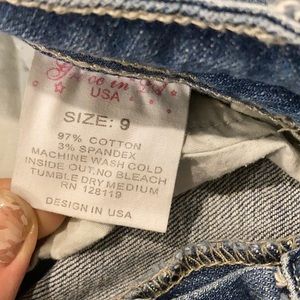 USA
SIZE: 9
97% COTTON
3% SPANDEX
MACHINE WASH COLD
INSIDE OUT, NO BLEACH
TUMBLE DRY MEDIUM
RN 128119
DESIGN IN USA